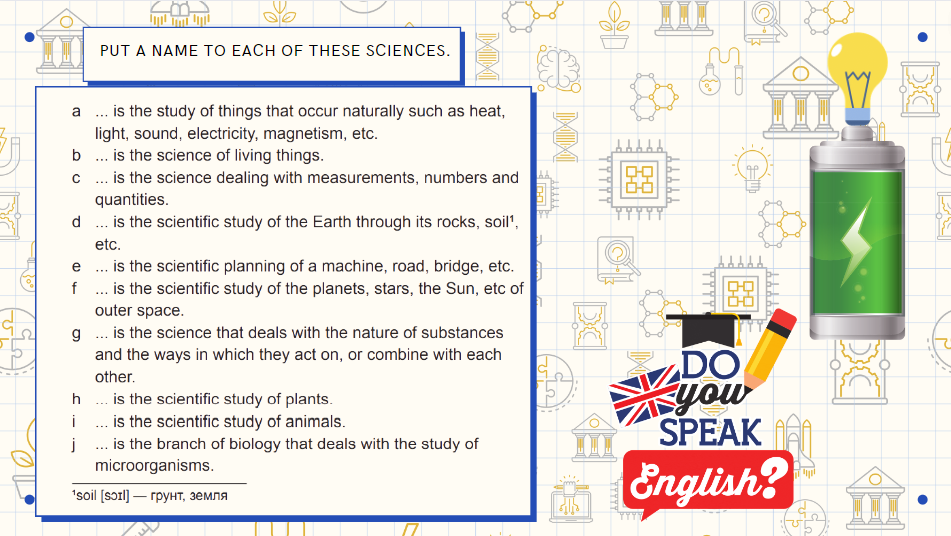 PUT A NAME TO EACH OF THESE SCIENCES.
a ... is the study of things that occur naturally such as heat,
light, sound, electricity, magnetism, etc.
b ... is the science of living things.
c ... is the science dealing with measurements, numbers and
quantities.
d ... is the scientific study of the Earth through its rocks, soil¹,
etc.
e ... is the scientific planning of a machine, road, bridge, etc.
f ... is the scientific study of the planets, stars, the Sun, etc of
outer space.
g ... is the science that deals with the nature of substances
and the ways in which they act on, or combine with each
other.
h ... is the scientific study of plants.
i ... is the scientific study of animals.
j ... is the branch of biology that deals with the study of
microorganisms.
¹soil [sɔɪl] — грунт, земля
DO
you
SPEAK
English?